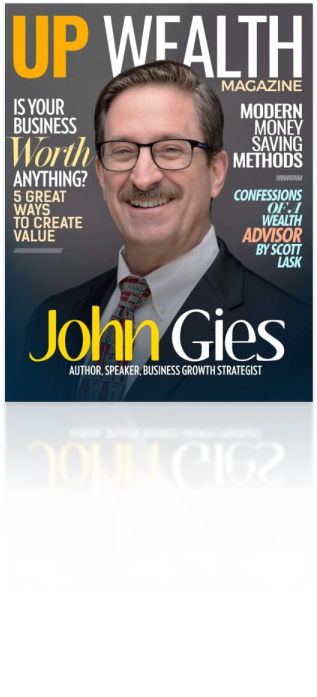 UP WEALTH
MAGAZINE
IS YOUR
BUSINESS
Worth
ANYTHING?
5 GREAT
WAYS
TO CREATE
VALUE
MODERN
MONEY
SAVING
METHODS
CONFESSIONS
OF A
WEALTH
ADVISOR
BY SCOTT
LASK
John Gies
AUTHOR, SPEAKER, BUSINESS GROWTH STRATEGIST